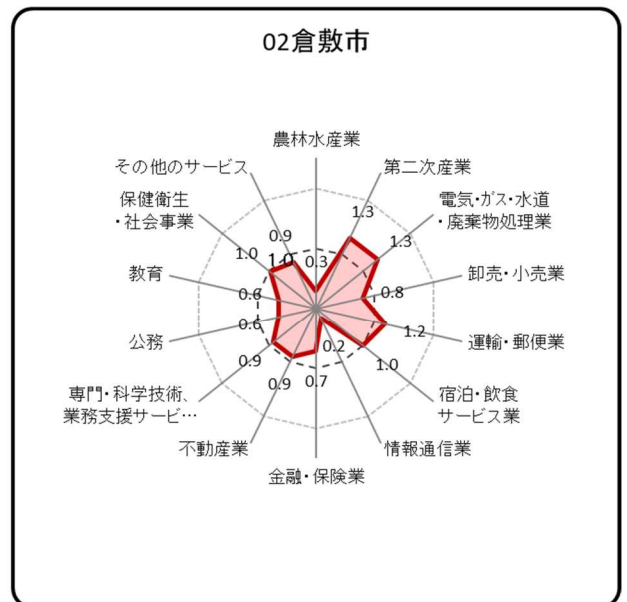 02倉敷市
農林水産業
その他のサービス
第二次産業
保健衛生
・社会事業
電気・ガス・水道
・廃棄物処理業
教育
卸売・小売業
公務
運輸・郵便業
専門・科学技術、
業務支援サービ…
宿泊・飲食
サービス業
不動産業
情報通信業
金融・保険業
0.3
1.3
1.3
0.8
1.2
1.0
0.2
0.7
0.9
0.9
0.6
0.6
1.0
0.9
1.0